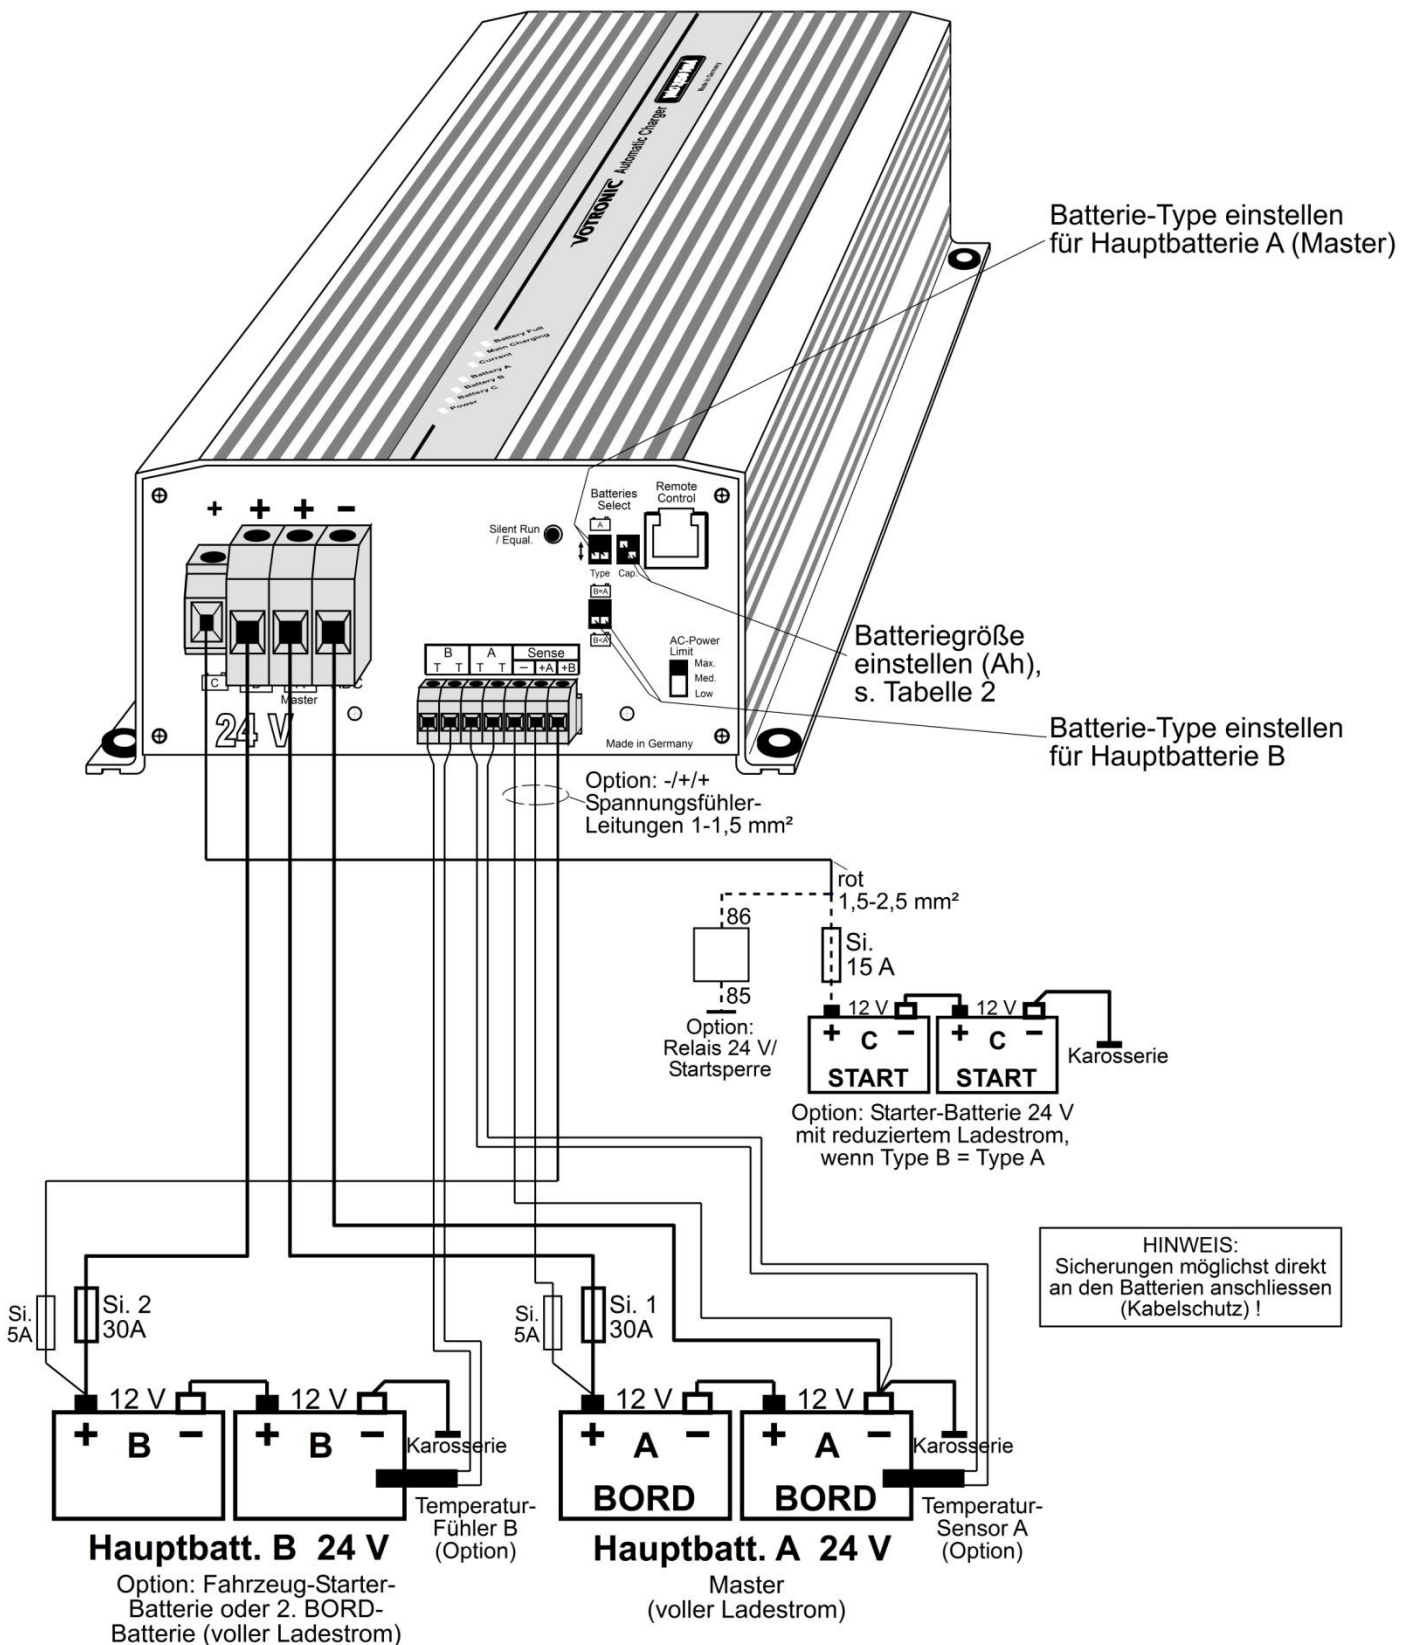 VOTRONIC Automatic Charger
Made in Germany
Batterie-Type einstellen
für Hauptbatterie A (Master)
Battery Full
Main Charging
Current
Battery A
Battery B
Battery C
Power
+ + + -
Silent Run
/ Equal.
Batteries
Select
Remote
Control
A
Type Cap.
B=A
B<A
AC-Power
Limit
Max.
Med.
Low
B A Sense
T T T T - +A +B
C
Master
24 V
Made in Germany
Batteriegröße
einstellen (Ah),
s. Tabelle 2
Batterie-Type einstellen
für Hauptbatterie B
Option: -/+/+
Spannungsfühler-
Leitungen 1-1,5 mm²
rot
1,5-2,5 mm²
86
85
Option:
Relais 24 V/
Startsperre
Si.
15 A
12 V 12 V
+ C - + C -
START START
Karosserie
Option: Starter-Batterie 24 V
mit reduziertem Ladestrom,
wenn Type B = Type A
HINWEIS:
Sicherungen möglichst direkt
an den Batterien anschliessen
(Kabelschutz) !
Si.
5A
Si. 2
30A
Si.
5A
Si. 1
30A
12 V 12 V
+ B - + B -
Karosserie
Temperatur-
Fühler B
(Option)
12 V 12 V
+ A - + A -
BORD BORD
Karosserie
Temperatur-
Sensor A
(Option)
Hauptbatt. B 24 V
Option: Fahrzeug-Starter-
Batterie oder 2. BORD-
Batterie (voller Ladestrom)
Hauptbatt. A 24 V
Master
(voller Ladestrom)